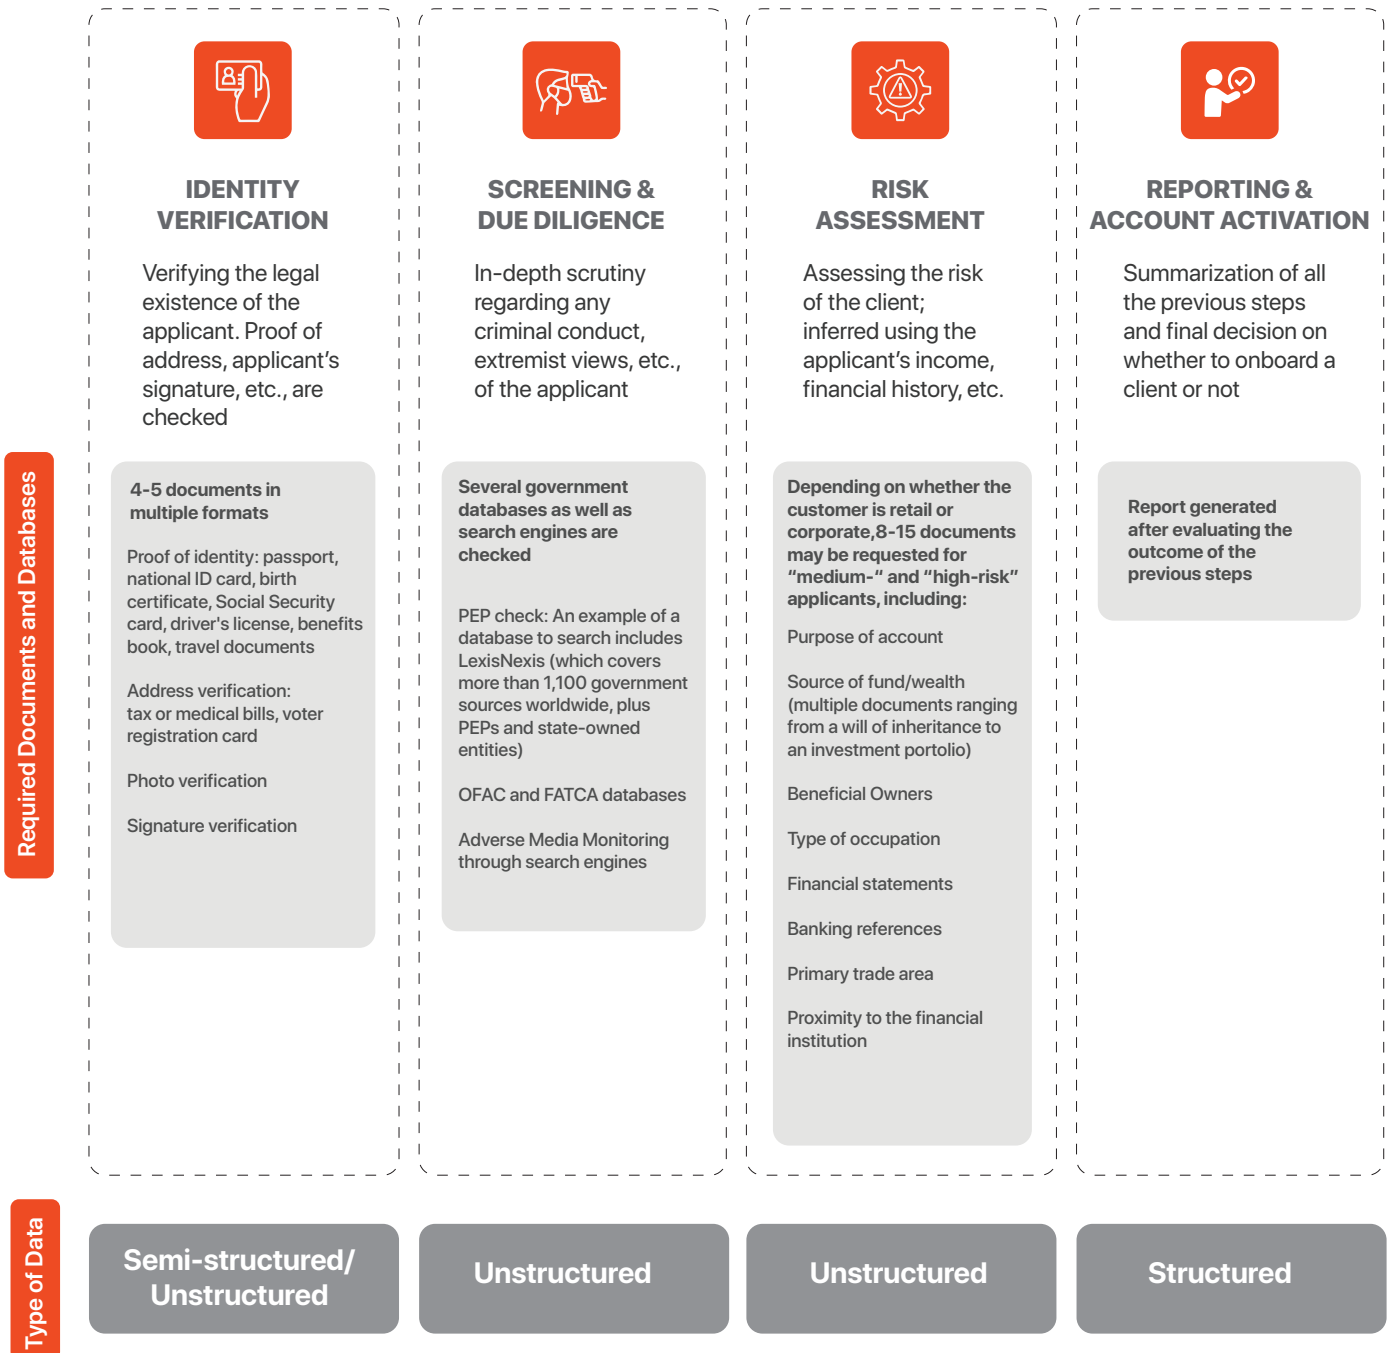 IDENTITY
VERIFICATION
Verifying the legal
existence of the
applicant. Proof of
address, applicant's
signature, etc., are
checked
SCREENING &
DUE DILIGENCE
In-depth scrutiny
regarding any
criminal conduct,
extremist views, etc.,
of the applicant
RISK
ASSESSMENT
Assessing the risk
of the client;
inferred using the
applicant's income,
financial history, etc.
REPORTING &
ACCOUNT ACTIVATION
Summarization of all
the previous steps
and final decision on
whether to onboard a
client or not
Required Documents and Databases
4-5 documents in
multiple formats
Proof of identity: passport,
national ID card, birth
certificate, Social Security
card, driver's license, benefits
book, travel documents
Address verification:
tax or medical bills, voter
registration card
Photo verification
Signature verification
Several government
databases as well as
search engines are
checked
PEP check: An example of a
database to search includes
LexisNexis (which covers
more than 1,100 government
sources worldwide, plus
PEPs and state-owned
entities)
OFAC and FATCA databases
Adverse Media Monitoring
through search engines
Depending on whether the
customer is retail or
corporate,8-15 documents
may be requested for
“medium-“ and “high-risk”
applicants, including:
Purpose of account
Source of fund/wealth
(multiple documents ranging
from a will of inheritance to
an investment portolio)
Beneficial Owners
Type of occupation
Financial statements
Banking references
Primary trade area
Proximity to the financial
institution
Report generated
after evaluating the
outcome of the
previous steps
Type of Data
Semi-structured/
Unstructured
Unstructured
Unstructured
Structured